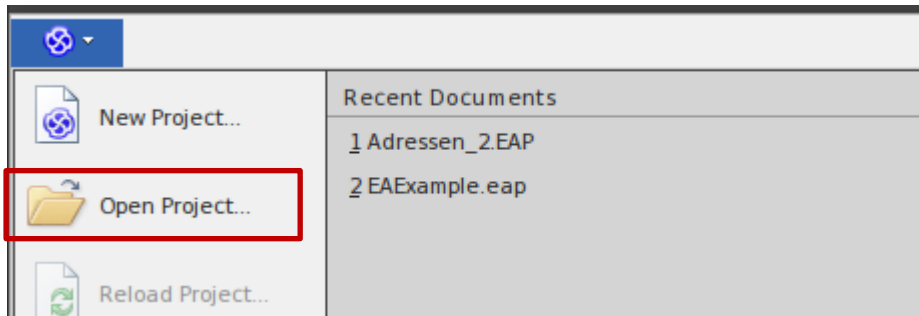 New Project...
Open Project...
Reload Project...
Recent Documents
1 Adressen_2.EAP
2 EAExample.eap